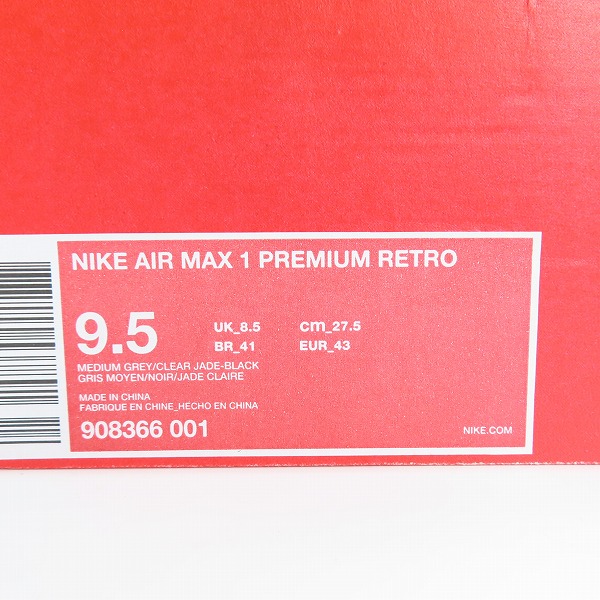 NIKE AIR MAX 1 PREMIUM RETRO
9.5 UK_8.5 cm_27.5
BR_41 EUR_43
MEDIUM GREY/CLEAR JADE-BLACK
GRIS MOYEN/NOIR/JADE CLAIRE
MADE IN CHINA
FABRIQUE EN CHINE_HECHO EN CHINA
908366 001
NIKE.COM